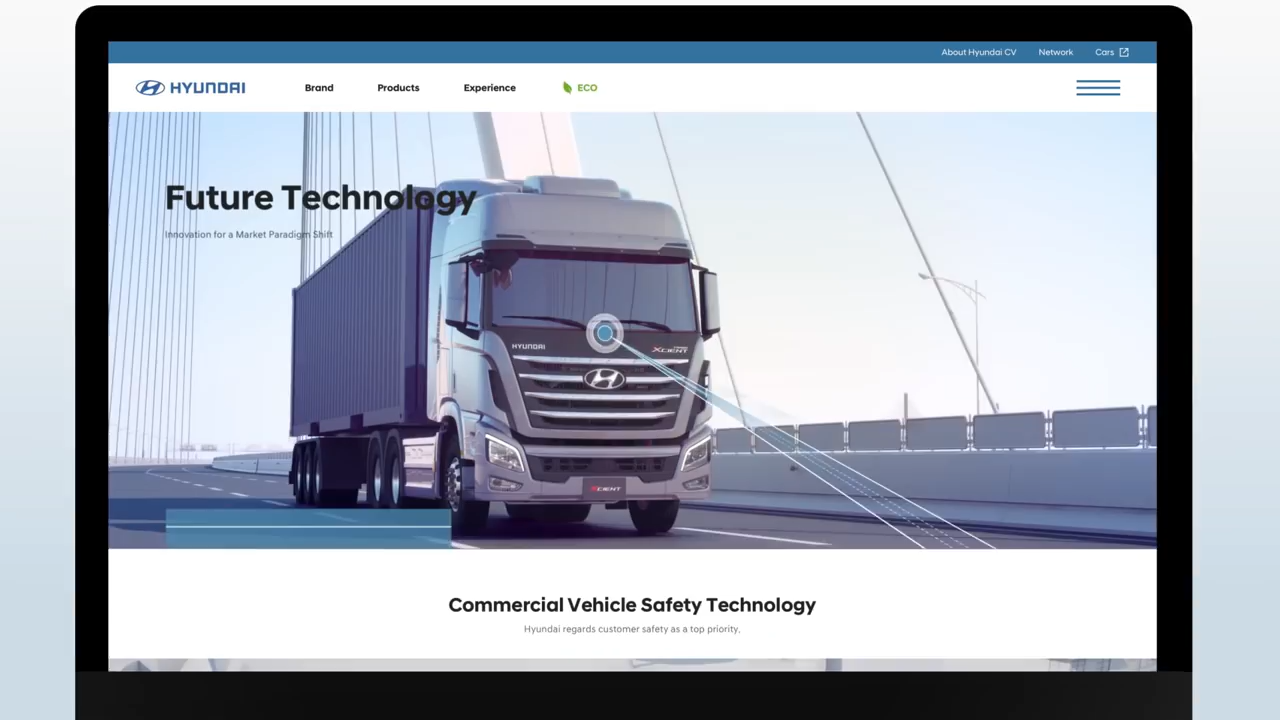 About Hyundai CV Network Cars
HYUNDAI Brand Products Experience ECO
Future Technology
Innovation for a Market Paradigm Shift
HYUNDAI
XCIENT
XCIENT
Commercial Vehicle Safety Technology
Hyundai regards customer safety as a top priority.